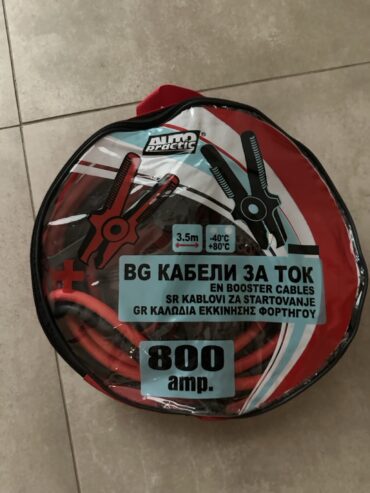 AUTO
PRACTIC®
3.5m
-40°C
+80°C
BG КАБЕЛИ ЗА ТОК
EN BOOSTER CABLES
SR KABLOVI ZA STARTOVANJE
GR ΚΑΛΩΔΙΑ ΕΚΚΙΝΗΣΗΣ ΦΟΡΤΗΓΟΥ
800
amp.